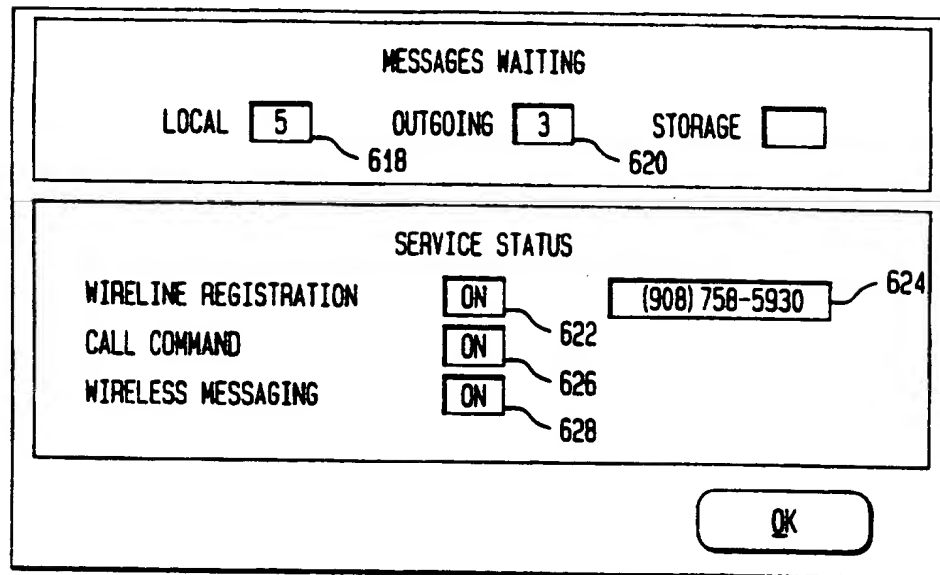 MESSAGES WAITING
LOCAL 5 OUTGOING 3 STORAGE
618 620
SERVICE STATUS
WIRELINE REGISTRATION ON (908) 758-5930 624
622
CALL COMMAND ON
626
WIRELESS MESSAGING ON
628
OK